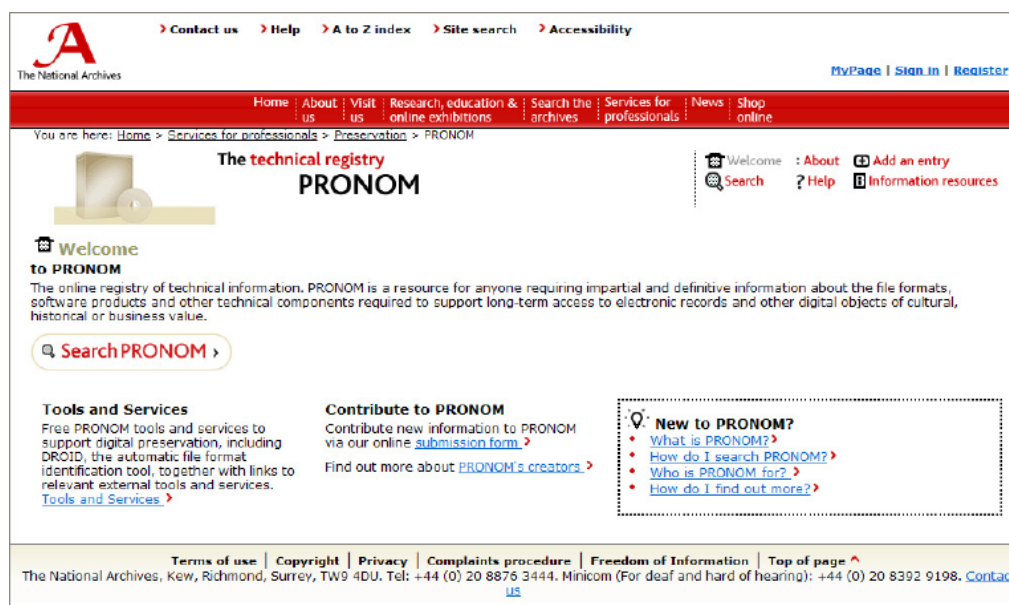 Contact us Help A to Z index Site search Accessibility
A
The National Archives
MyPage | Sign in | Register
Home About us Visit us Research, education & online exhibitions Search the archives Services for professionals News Shop online
You are here: Home > Services for professionals > Preservation > PRONOM
The technical registry
PRONOM
Welcome : About Add an entry
Search ? Help Information resources
Welcome
to PRONOM
The online registry of technical information. PRONOM is a resource for anyone requiring impartial and definitive information about the file formats,
software products and other technical components required to support long-term access to electronic records and other digital objects of cultural,
historical or business value.
Search PRONOM ›
Tools and Services
Free PRONOM tools and services to
support digital preservation, including
DROID, the automatic file format
identification tool, together with links to
relevant external tools and services.
Tools and Services
Contribute to PRONOM
Contribute new information to PRONOM
via our online submission form
Find out more about PRONOM's creators
New to PRONOM?
What is PRONOM?
How do I search PRONOM?
Who is PRONOM for?
How do I find out more?
Terms of use | Copyright | Privacy | Complaints procedure | Freedom of Information | Top of page
The National Archives, Kew, Richmond, Surrey, TW9 4DU. Tel: +44 (0) 20 8876 3444. Minicom (For deaf and hard of hearing): +44 (0) 20 8392 9198. Contac
us